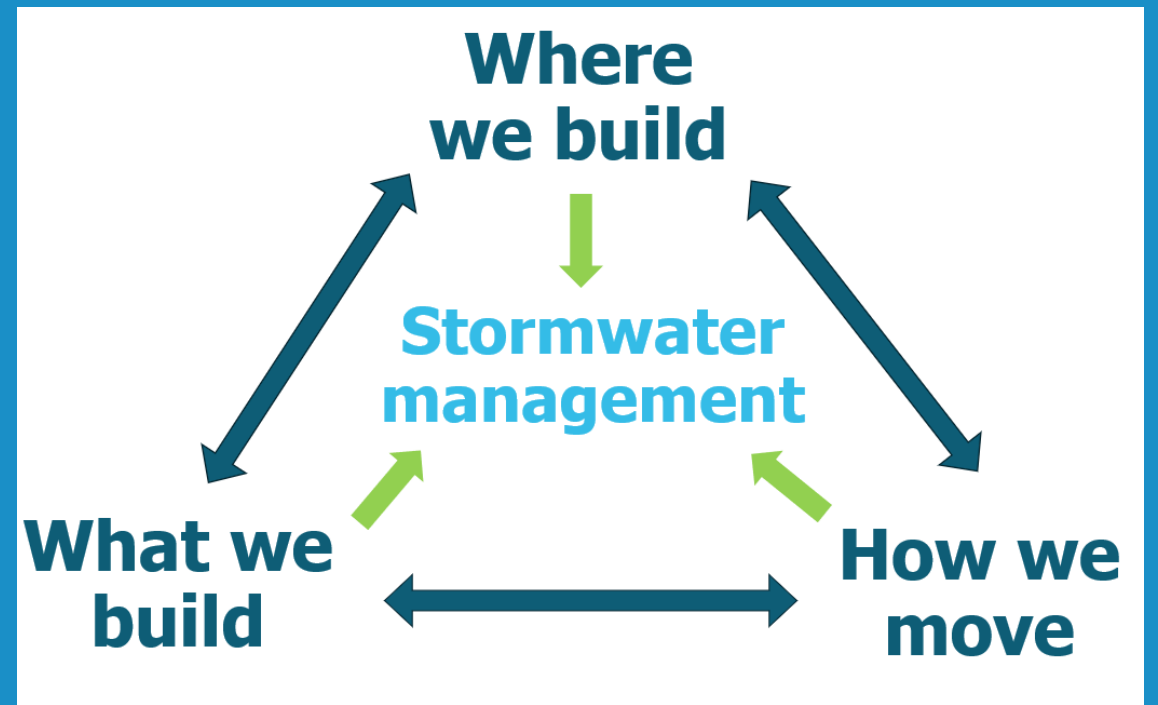 Where
we build
Stormwater
management
What we
build
How we
move